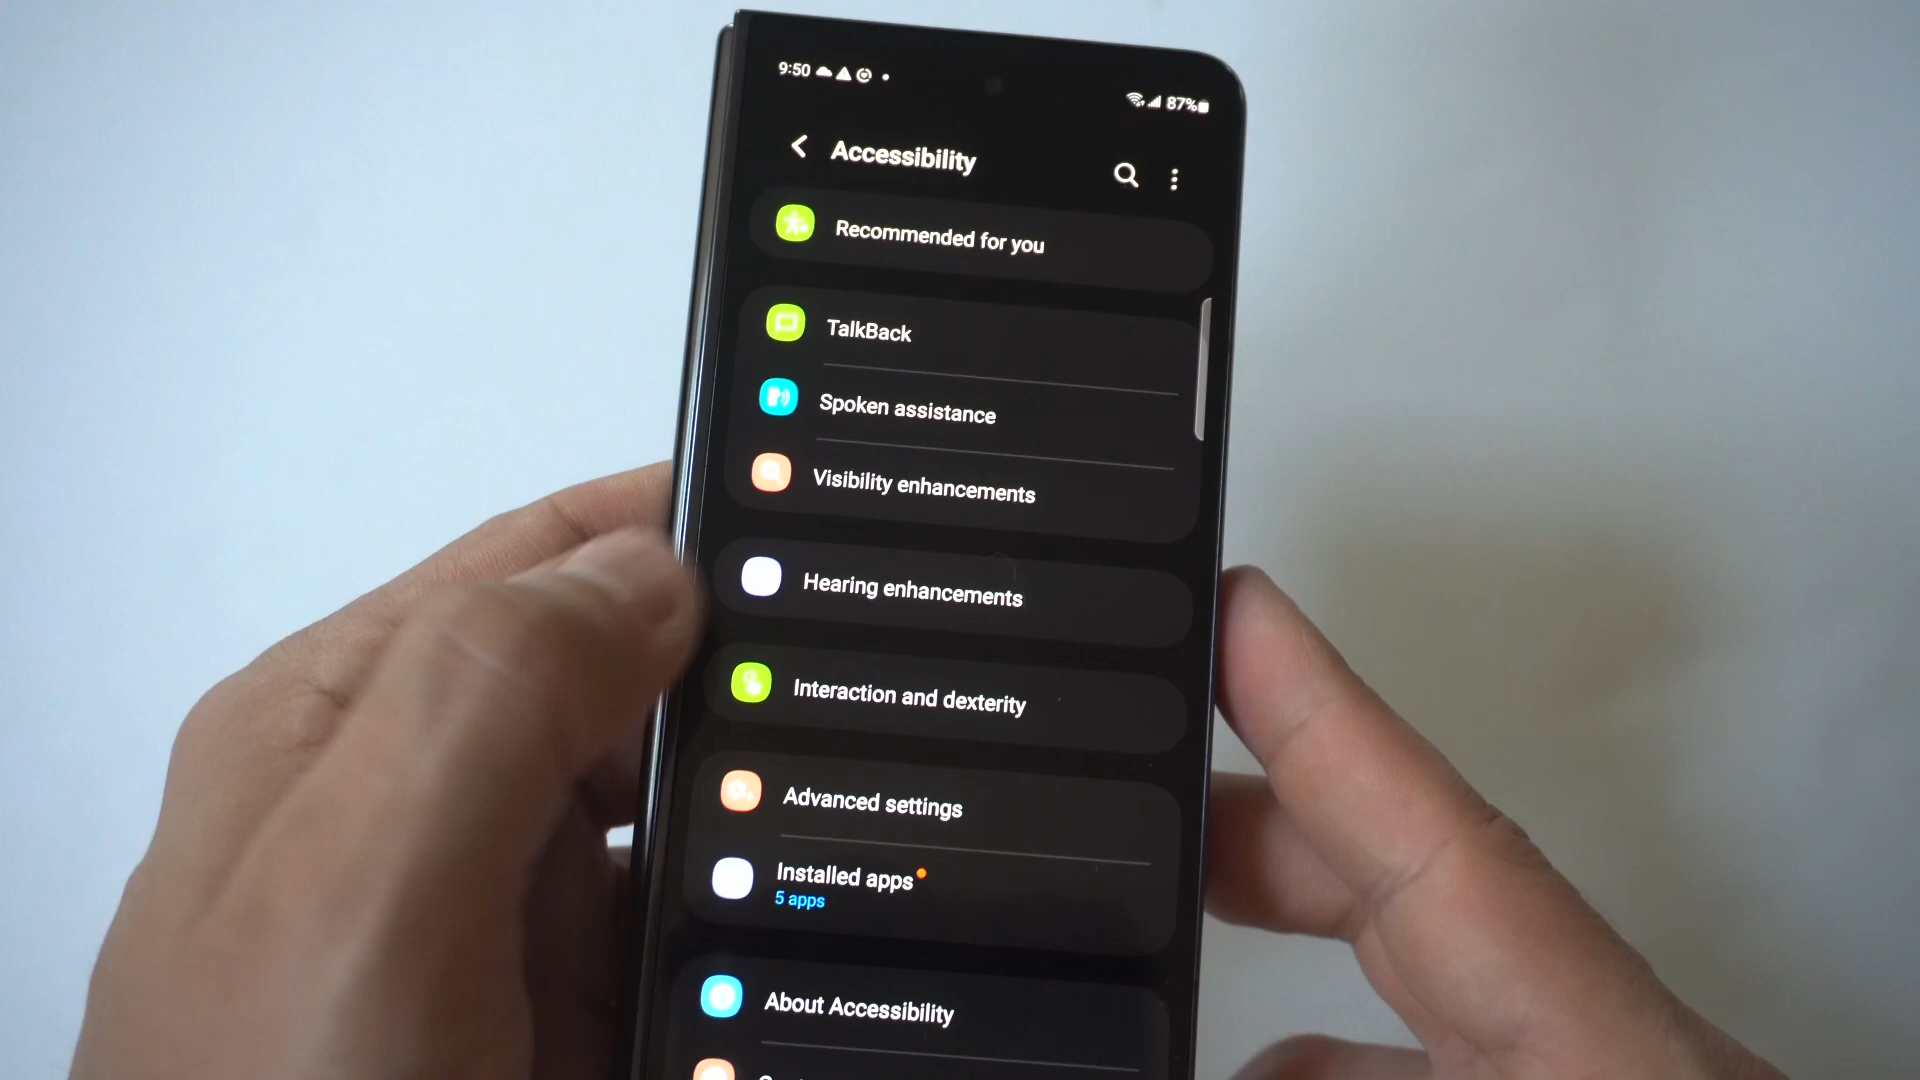 9:50
87%
Accessibility
Recommended for you
TalkBack
Spoken assistance
Visibility enhancements
Hearing enhancements
Interaction and dexterity
Advanced settings
Installed apps
5 apps
About Accessibility